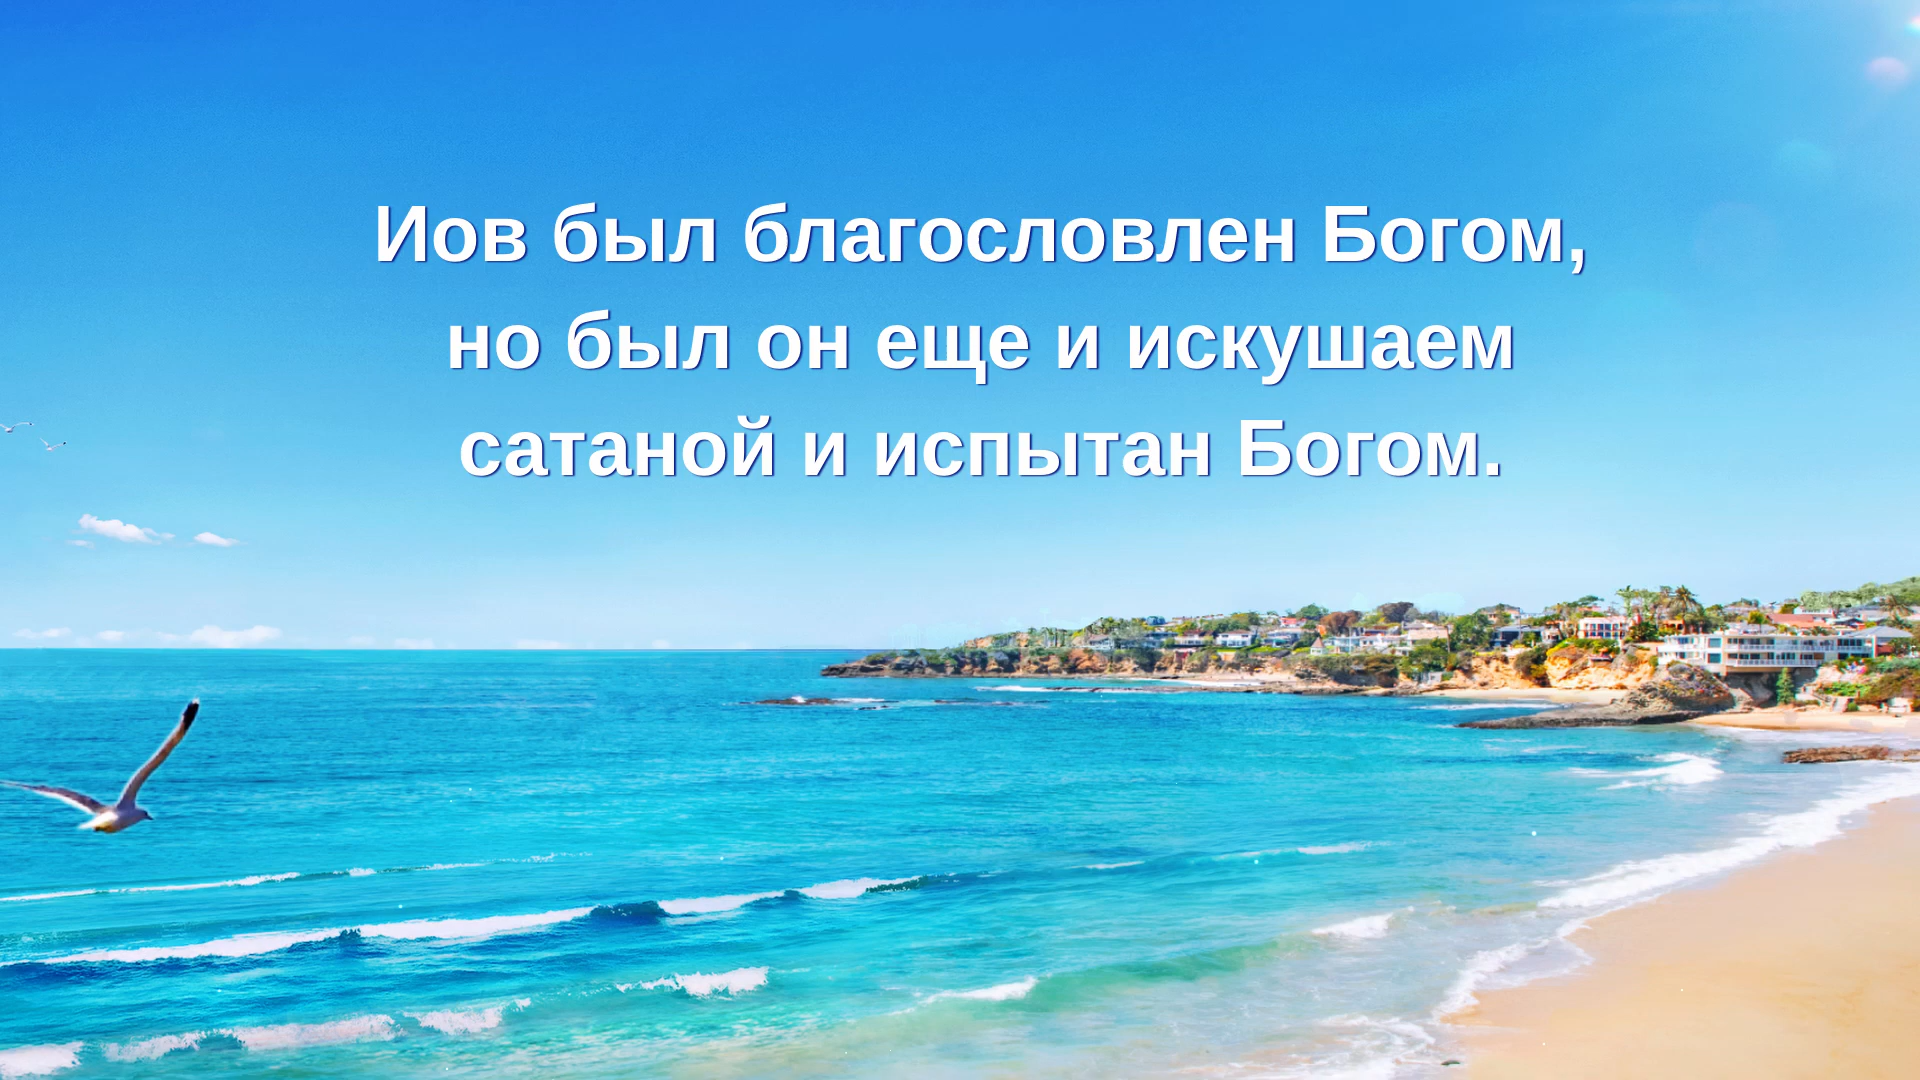 Иов был благословлен Богом,
но был он еще и искушаем
сатаной и испытан Богом.